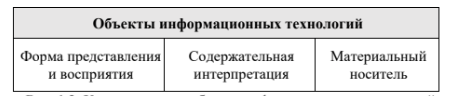 Объекты информационных технологий
Форма представления
и восприятия
Содержательная
интерпретация
Материальный
носитель